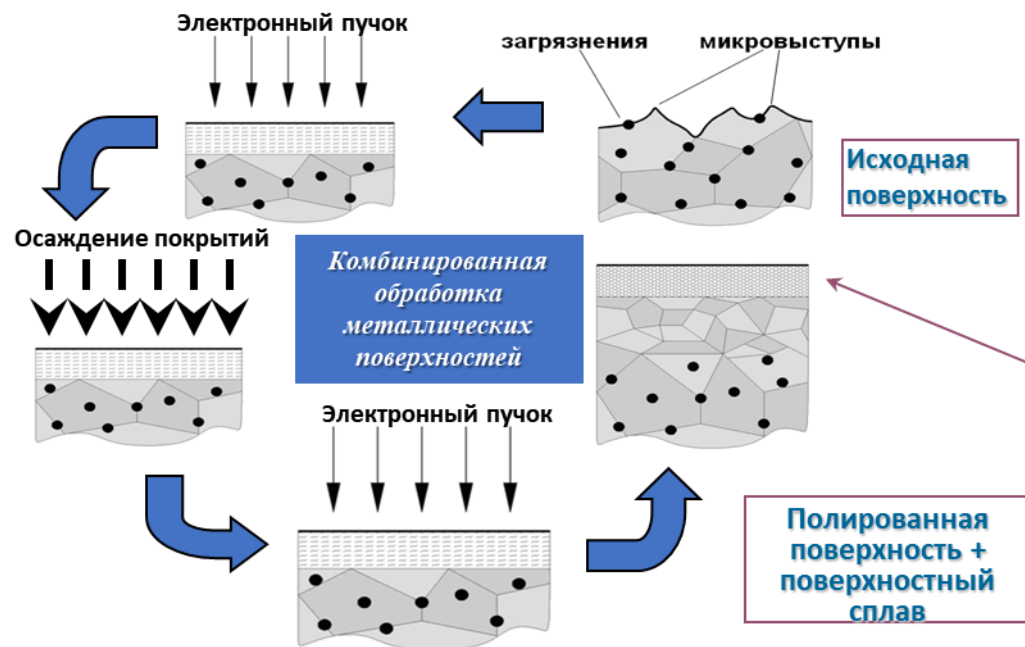 Электронный пучок
загрязнения
микровыступы
Исходная
поверхность
Осаждение покрытий
Комбинированная
обработка
металлических
поверхностей
Электронный пучок
Полированная
поверхность +
поверхностный
сплав